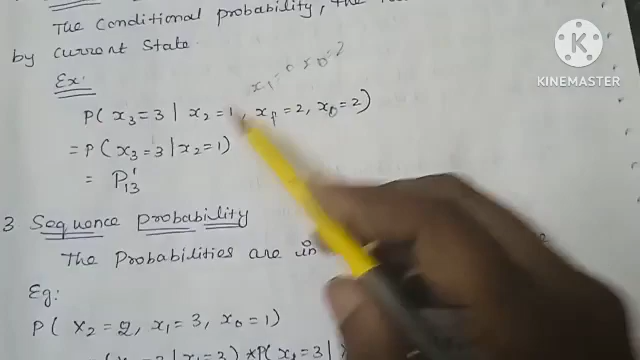 The conditional probability, the
by current state.
Ex:
P( x₃=3 | x₂=1, x₁=2, x₀=2)
= P( x₃=3 | x₂=1)
= P¹₁₃
3 Sequence Probability
The Probabilities are in
Eg:
P( x₂=2, x₁=3, x₀=1)
KINEMASTER